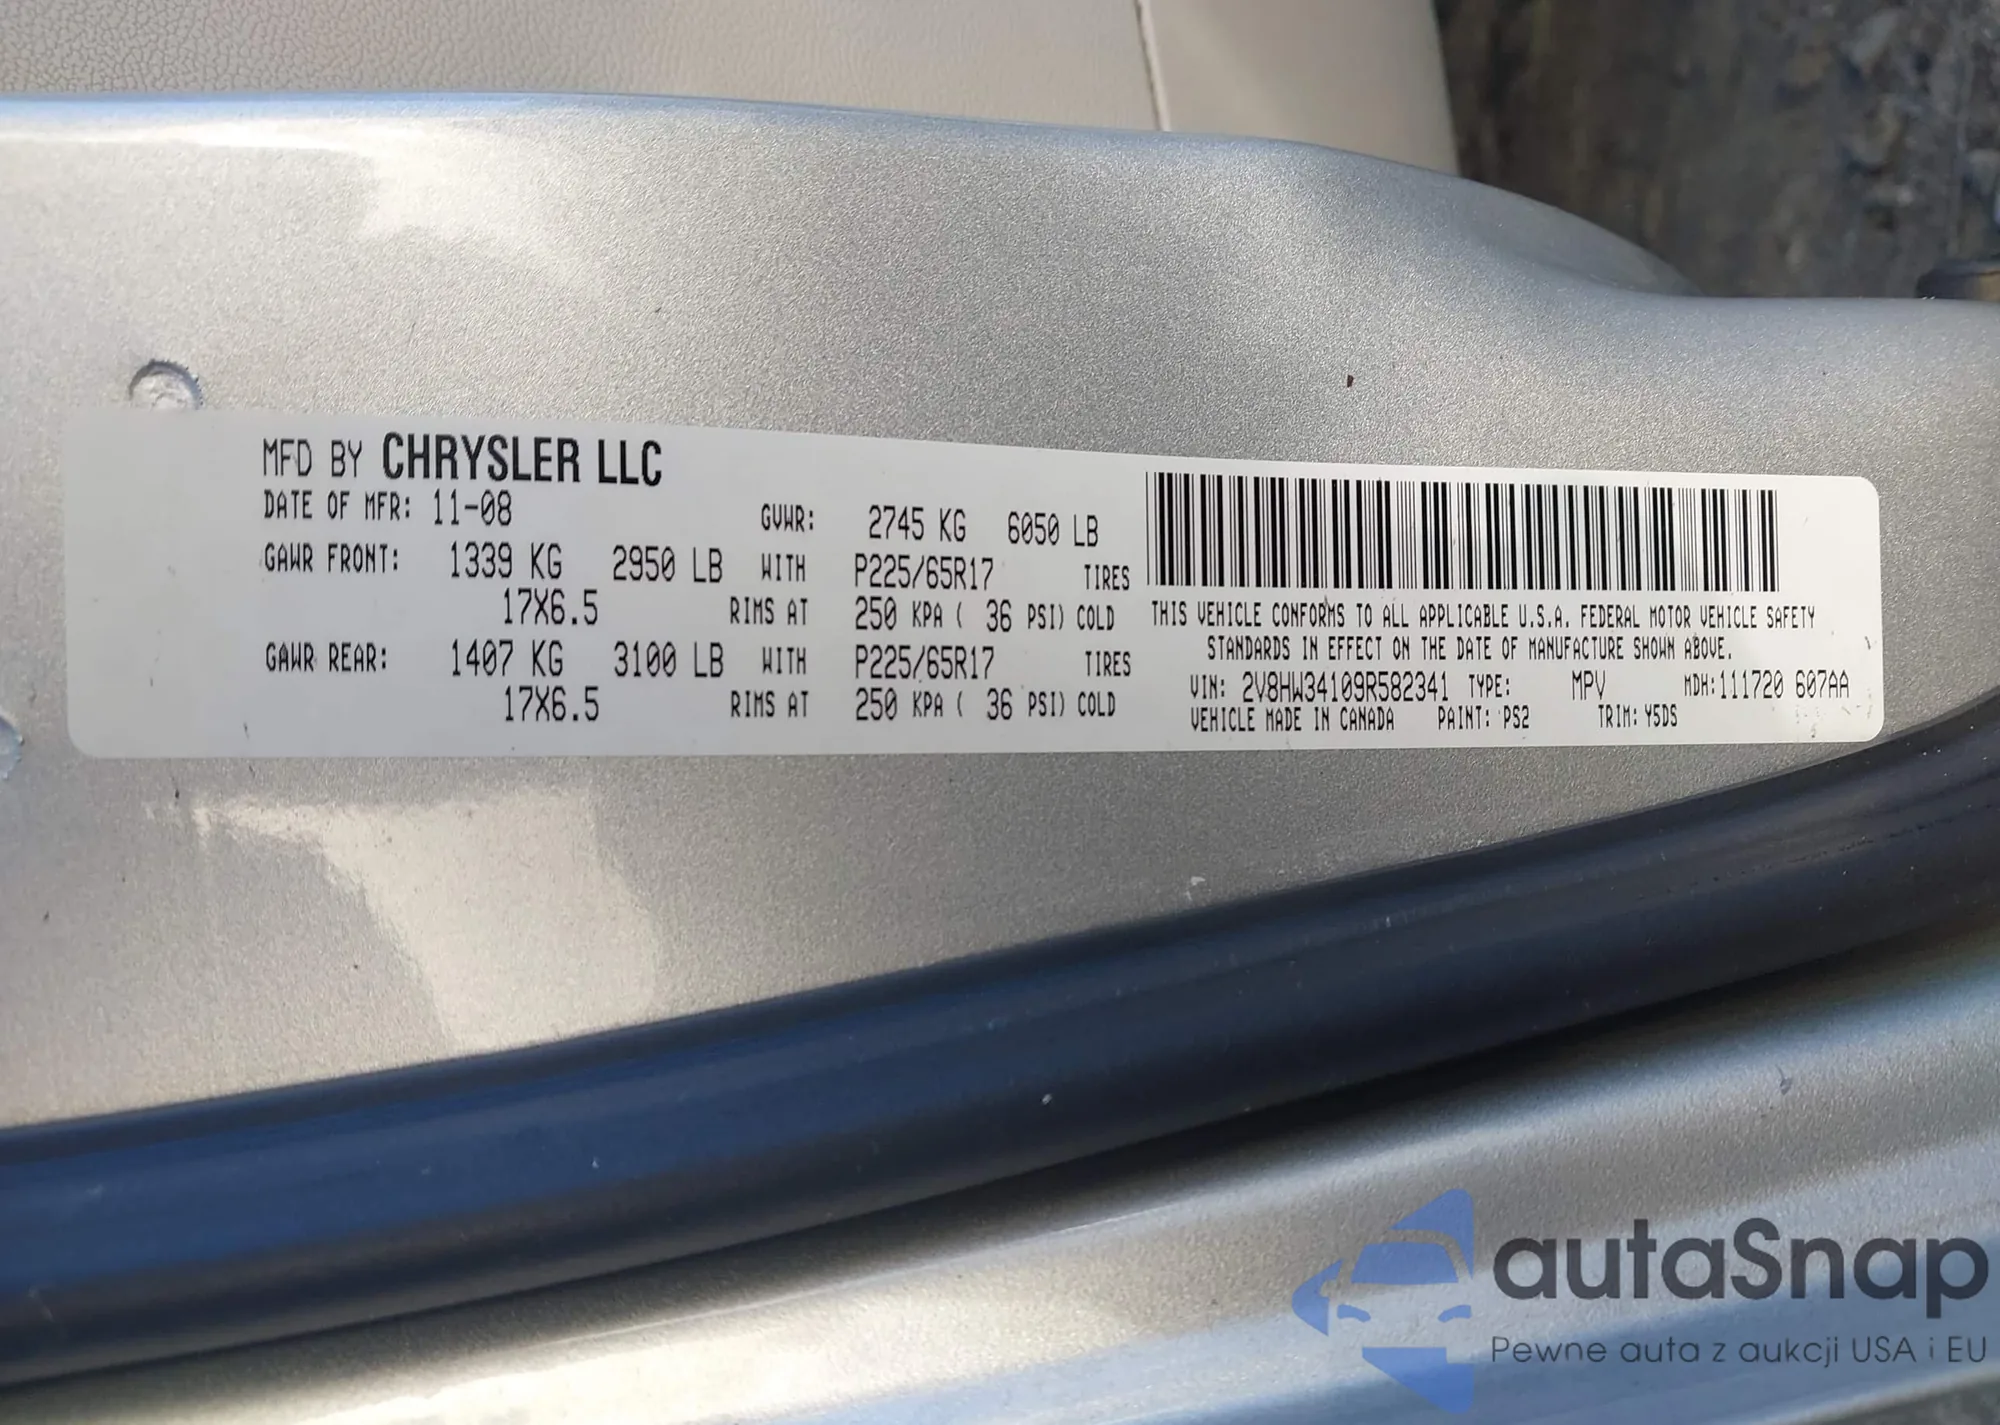 MFD BY CHRYSLER LLC
DATE OF MFR: 11-08 GVWR: 2745 KG 6050 LB
GAWR FRONT: 1339 KG 2950 LB WITH P225/65R17 TIRES
17X6.5 RIMS AT 250 KPA ( 36 PSI) COLD
GAWR REAR: 1407 KG 3100 LB WITH P225/65R17 TIRES
17X6.5 RIMS AT 250 KPA ( 36 PSI) COLD
THIS VEHICLE CONFORMS TO ALL APPLICABLE U.S.A. FEDERAL MOTOR VEHICLE SAFETY
STANDARDS IN EFFECT ON THE DATE OF MANUFACTURE SHOWN ABOVE.
VIN: 2V8HW34109R582341 TYPE: MPV MDH:111720 607AA
VEHICLE MADE IN CANADA PAINT: PS2 TRIM: Y5DS
autaSnap
Pewne auta z aukcji USA i EU